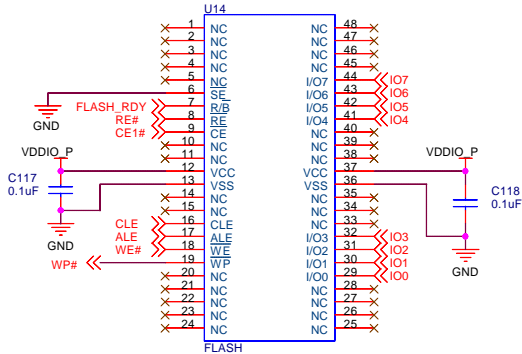 U14
1 NC NC 48
2 NC NC 47
3 NC NC 46
4 NC NC 45
5 NC I/O7 44 IO7
6 SE I/O6 43 IO6
FLASH_RDY 7 R/B I/O5 42 IO5
RE# 8 RE I/O4 41 IO4
CE1# 9 CE NC 40
10 NC NC 39
11 NC NC 38
12 VCC VCC 37
13 VSS VSS 36
14 NC NC 35
15 NC NC 34
CLE 16 CLE NC 33
ALE 17 ALE I/O3 32 IO3
WE# 18 WE I/O2 31 IO2
WP# 19 WP I/O1 30 IO1
20 NC I/O0 29 IO0
21 NC NC 28
22 NC NC 27
23 NC NC 26
24 NC NC 25
FLASH
GND
VDDIO_P
C117
0.1uF
GND
VDDIO_P
C118
0.1uF
GND